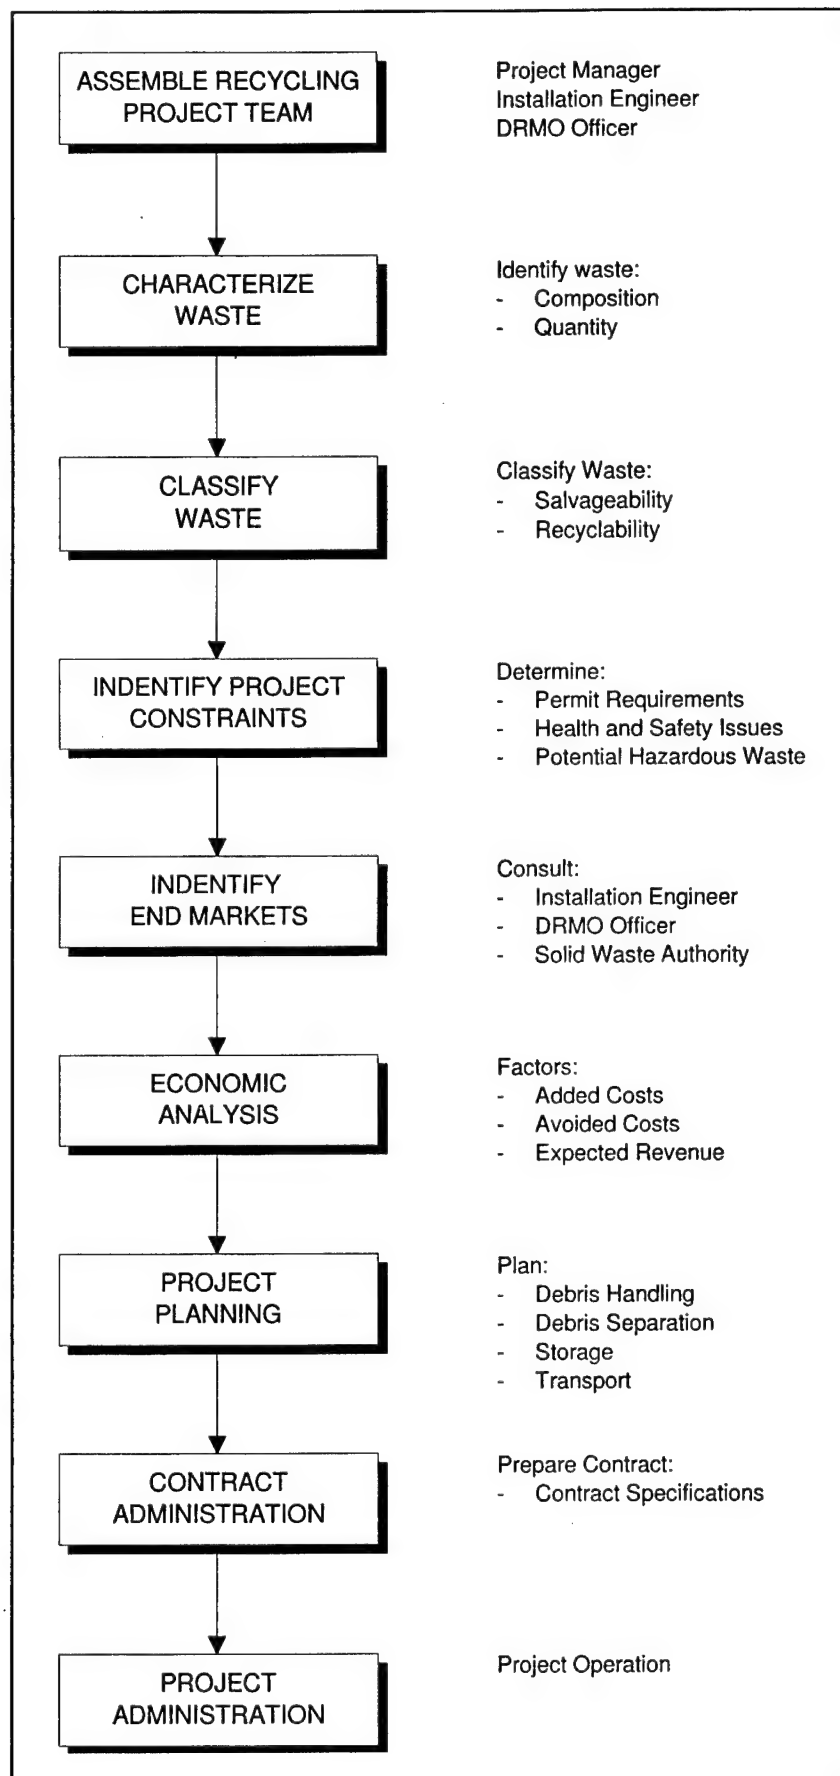 ASSEMBLE RECYCLING
PROJECT TEAM
Project Manager
Installation Engineer
DRMO Officer
CHARACTERIZE
WASTE
Identify waste:
- Composition
- Quantity
CLASSIFY
WASTE
Classify Waste:
- Salvageability
- Recyclability
INDENTIFY PROJECT
CONSTRAINTS
Determine:
- Permit Requirements
- Health and Safety Issues
- Potential Hazardous Waste
INDENTIFY
END MARKETS
Consult:
- Installation Engineer
- DRMO Officer
- Solid Waste Authority
ECONOMIC
ANALYSIS
Factors:
- Added Costs
- Avoided Costs
- Expected Revenue
PROJECT
PLANNING
Plan:
- Debris Handling
- Debris Separation
- Storage
- Transport
CONTRACT
ADMINISTRATION
Prepare Contract:
- Contract Specifications
PROJECT
ADMINISTRATION
Project Operation